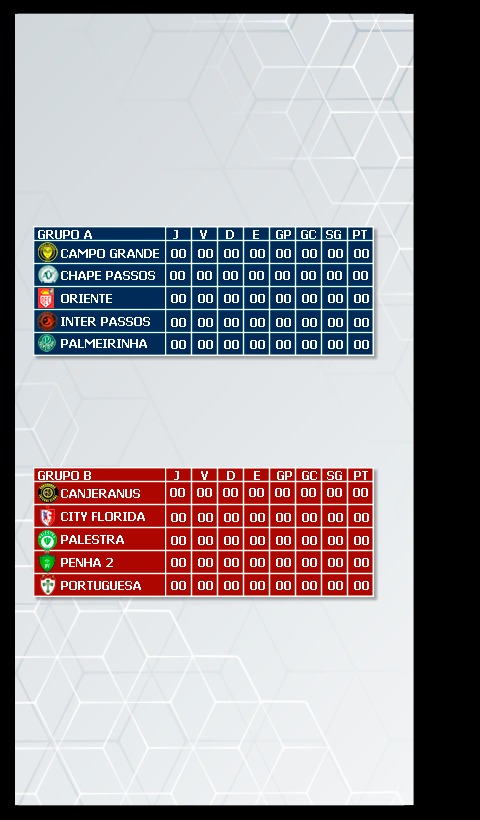 GRUPO A J V D E GP GC SG PT
CAMPO GRANDE 00 00 00 00 00 00 00 00
CHAPE PASSOS 00 00 00 00 00 00 00 00
ORIENTE 00 00 00 00 00 00 00 00
INTER PASSOS 00 00 00 00 00 00 00 00
PALMEIRINHA 00 00 00 00 00 00 00 00
GRUPO B J V D E GP GC SG PT
CANJERANUS 00 00 00 00 00 00 00 00
CITY FLORIDA 00 00 00 00 00 00 00 00
PALESTRA 00 00 00 00 00 00 00 00
PENHA 2 00 00 00 00 00 00 00 00
PORTUGUESA 00 00 00 00 00 00 00 00